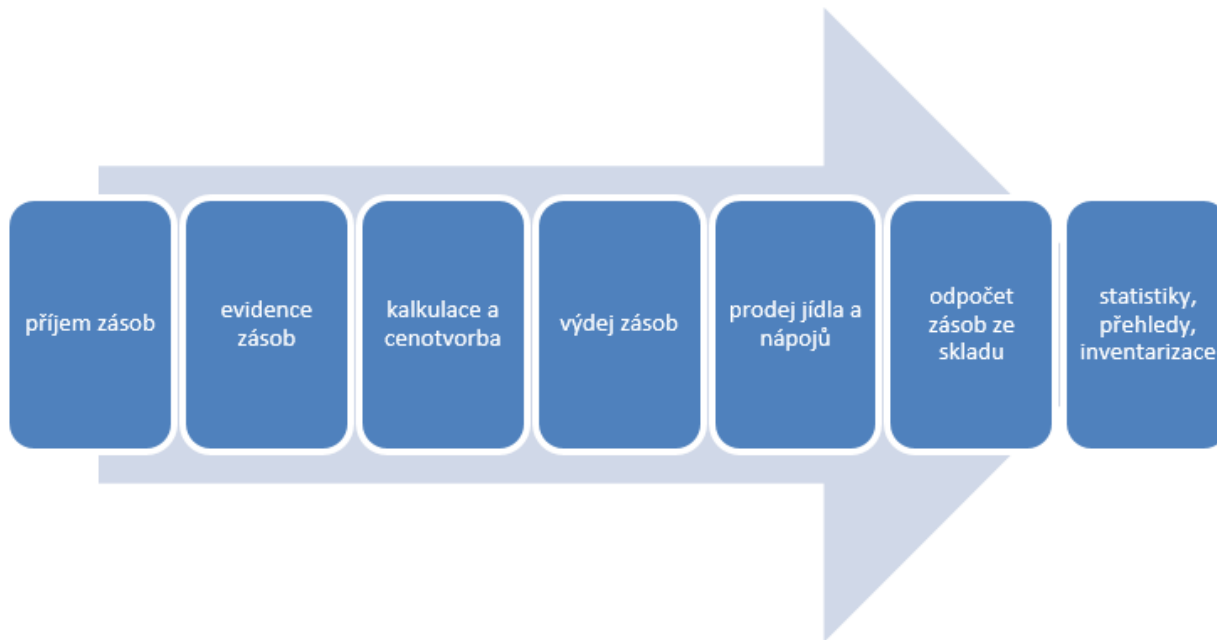 příjem zásob
evidence
zásob
kalkulace a
cenotvorba
výdej zásob
prodej jídla a
nápojů
odpočet
zásob ze
skladu
statistiky,
přehledy,
inventarizace